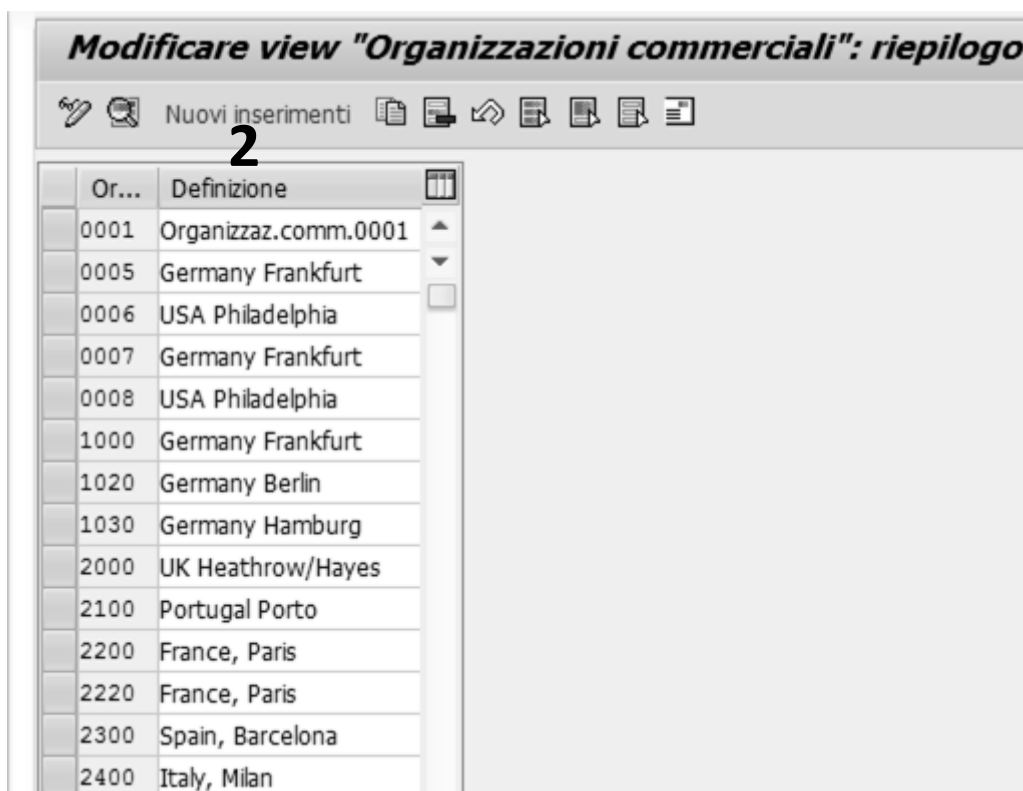 Modificare view "Organizzazioni commerciali": riepilogo
Nuovi inserimenti
2
Or... Definizione
0001 Organizzaz.comm.0001
0005 Germany Frankfurt
0006 USA Philadelphia
0007 Germany Frankfurt
0008 USA Philadelphia
1000 Germany Frankfurt
1020 Germany Berlin
1030 Germany Hamburg
2000 UK Heathrow/Hayes
2100 Portugal Porto
2200 France, Paris
2220 France, Paris
2300 Spain, Barcelona
2400 Italy, Milan